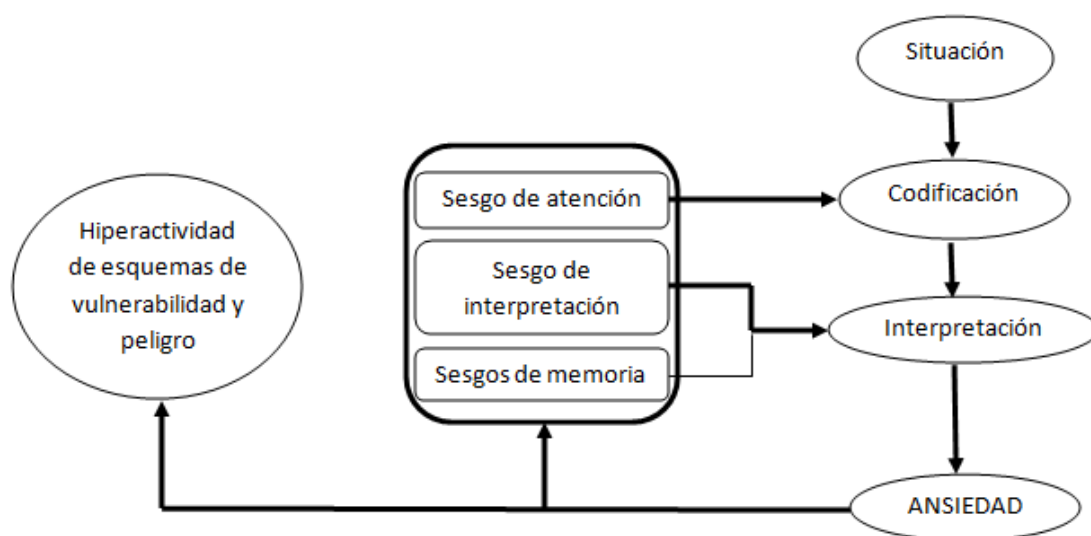 Situación
Codificación
Interpretación
ANSIEDAD
Sesgo de atención
Sesgo de
interpretación
Sesgos de memoria
Hiperactividad
de esquemas de
vulnerabilidad y
peligro